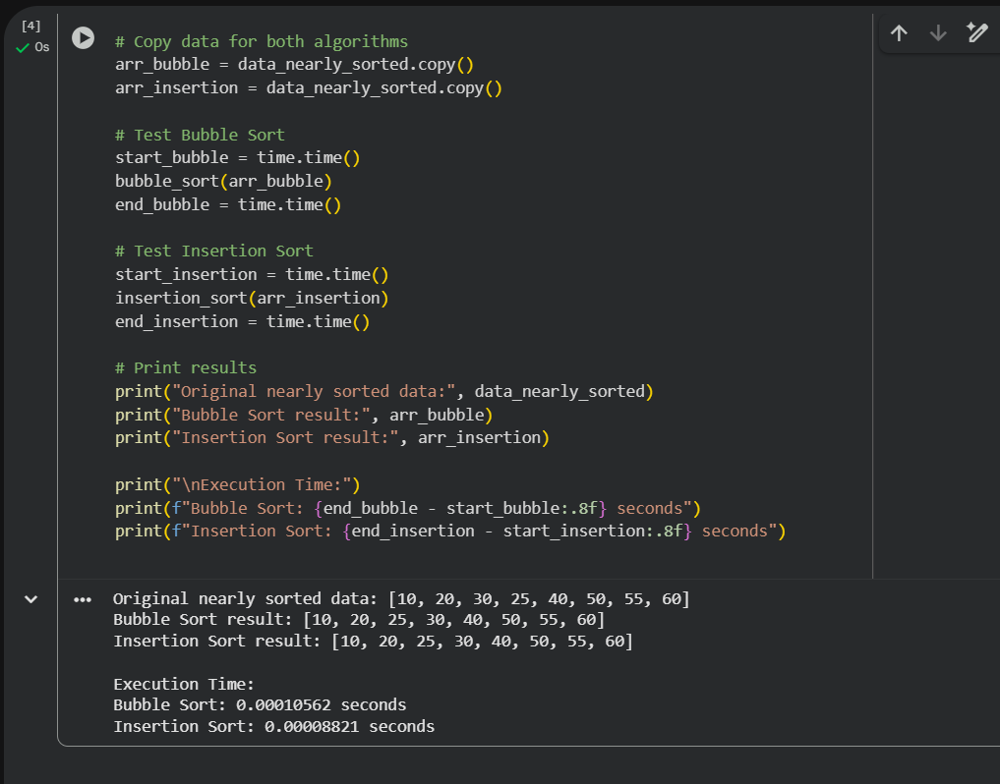 [4]
0s
# Copy data for both algorithms
arr_bubble = data_nearly_sorted.copy()
arr_insertion = data_nearly_sorted.copy()

# Test Bubble Sort
start_bubble = time.time()
bubble_sort(arr_bubble)
end_bubble = time.time()

# Test Insertion Sort
start_insertion = time.time()
insertion_sort(arr_insertion)
end_insertion = time.time()

# Print results
print("Original nearly sorted data:", data_nearly_sorted)
print("Bubble Sort result:", arr_bubble)
print("Insertion Sort result:", arr_insertion)

print("\nExecution Time:")
print(f"Bubble Sort: {end_bubble - start_bubble:.8f} seconds")
print(f"Insertion Sort: {end_insertion - start_insertion:.8f} seconds")

Original nearly sorted data: [10, 20, 30, 25, 40, 50, 55, 60]
Bubble Sort result: [10, 20, 25, 30, 40, 50, 55, 60]
Insertion Sort result: [10, 20, 25, 30, 40, 50, 55, 60]

Execution Time:
Bubble Sort: 0.00010562 seconds
Insertion Sort: 0.00008821 seconds